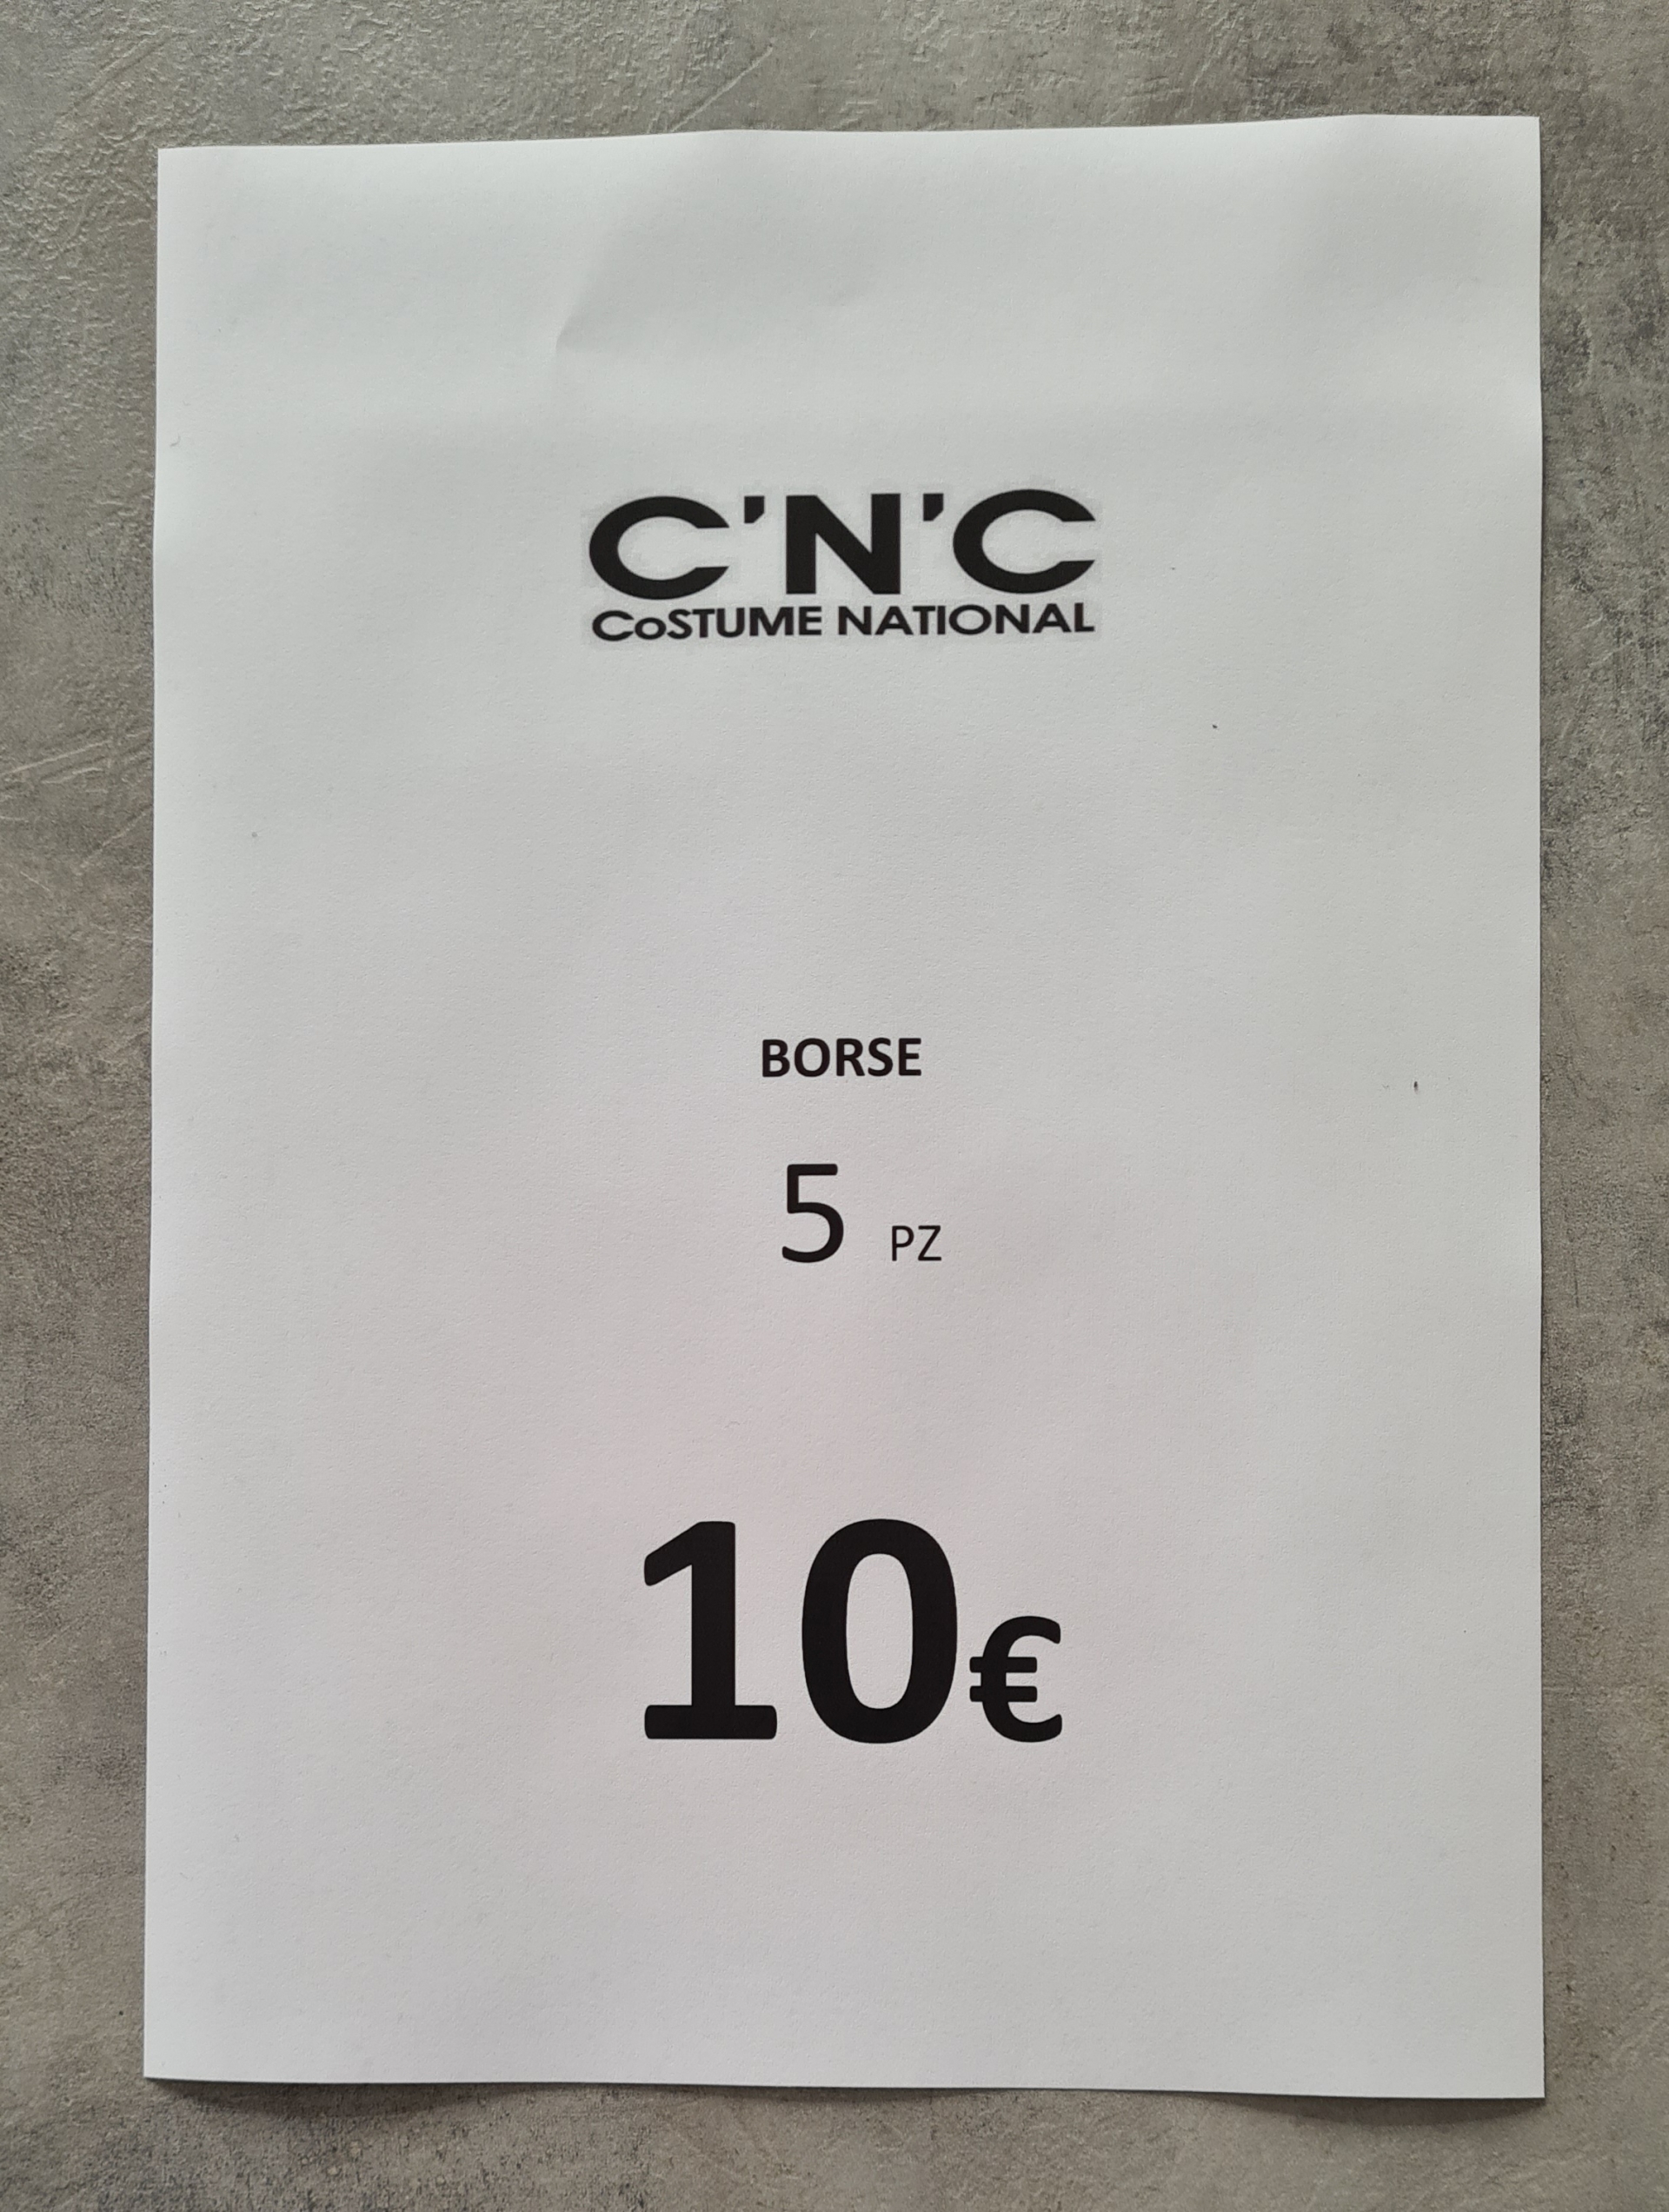 C'N'C
CoSTUME NATIONAL
BORSE
5 PZ
10€